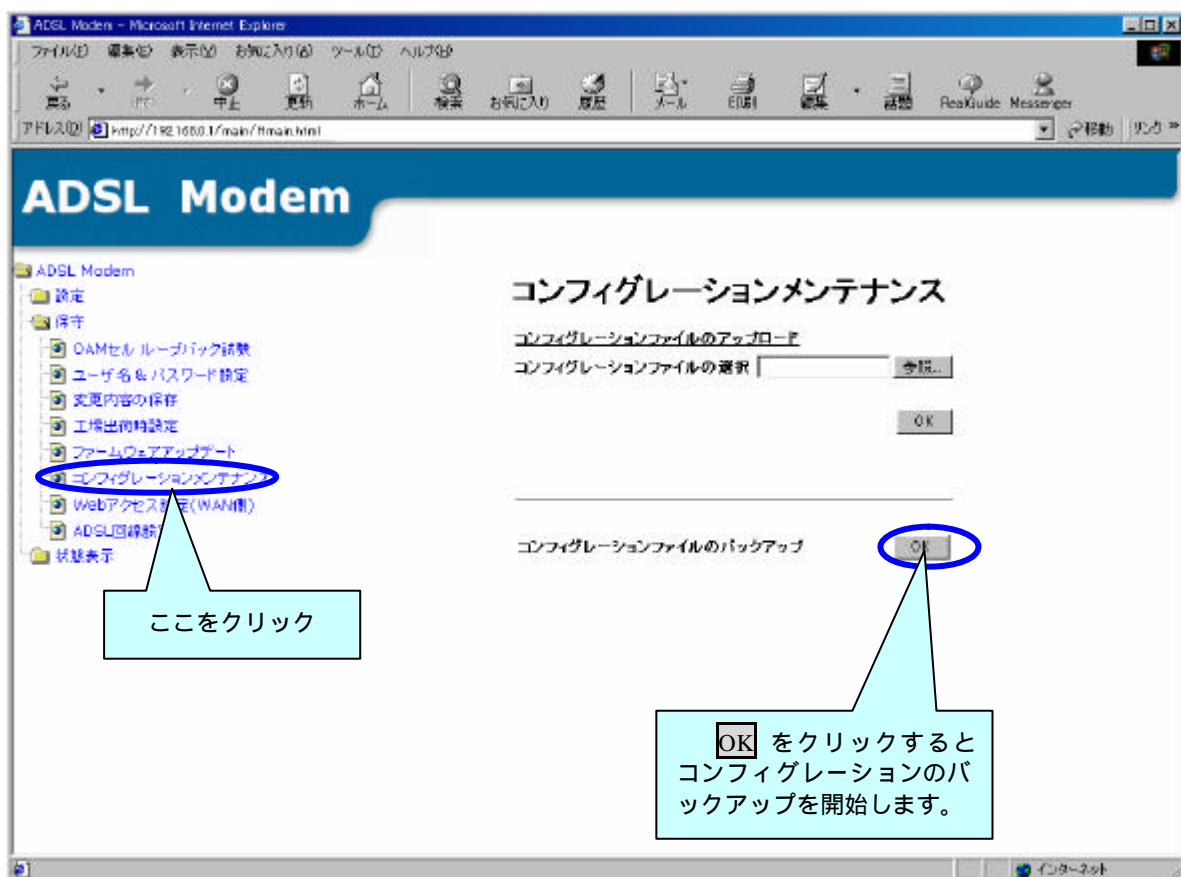 ADSL Modem - Microsoft Internet Explorer
ファイル(F) 編集(E) 表示(V) お気に入り(A) ツール(T) ヘルプ(H)
戻る 中止 更新 ホーム 検索 お気に入り 履歴 メール 印刷 編集 話題 RealGuide Messenger
アドレス(D) http://192.168.0.1/main/ttmain.html 移動 リンク »
ADSL Modem
ADSL Modem
設定
保守
OAMセル ループバック試験
ユーザ名 & パスワード設定
変更内容の保存
工場出荷時設定
ファームウェアアップデート
コンフィグレーションメンテナンス
Webアクセス設定(WAN側)
ADSL回線設
状態表示
コンフィグレーションメンテナンス
コンフィグレーションファイルのアップロード
コンフィグレーションファイルの選択 参照...
OK
コンフィグレーションファイルのバックアップ OK
ここをクリック
OK をクリックすると
コンフィグレーションのバ
ックアップを開始します。
インターネット